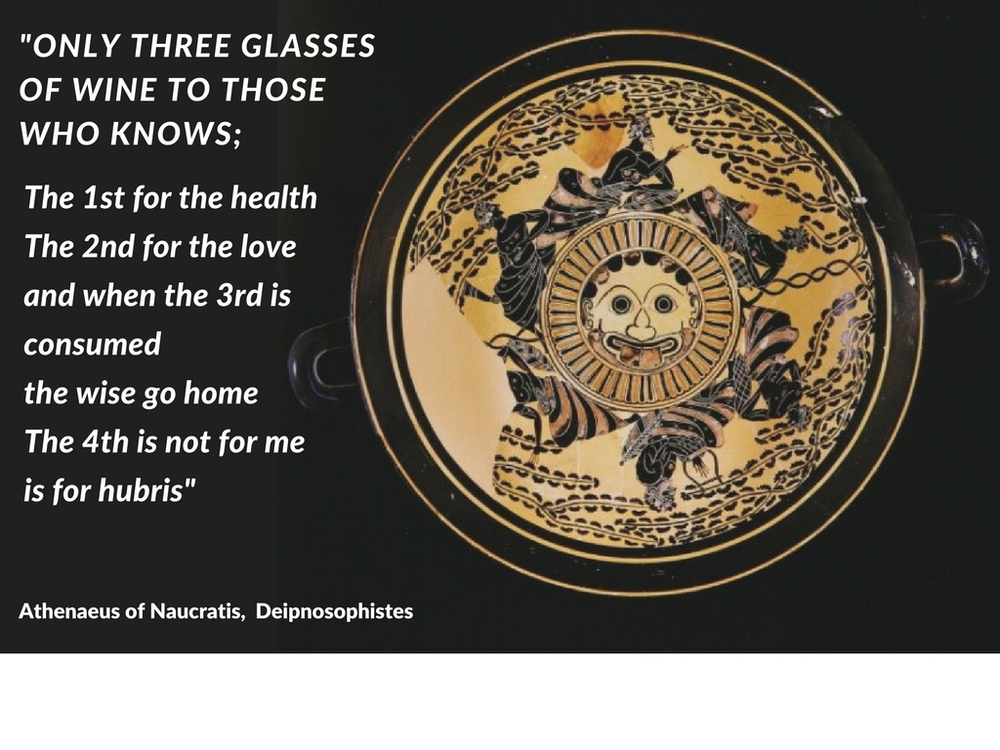 "ONLY THREE GLASSES
OF WINE TO THOSE
WHO KNOWS;
The 1st for the health
The 2nd for the love
and when the 3rd is
consumed
the wise go home
The 4th is not for me
is for hubris"
Athenaeus of Naucratis,  Deipnosophistes